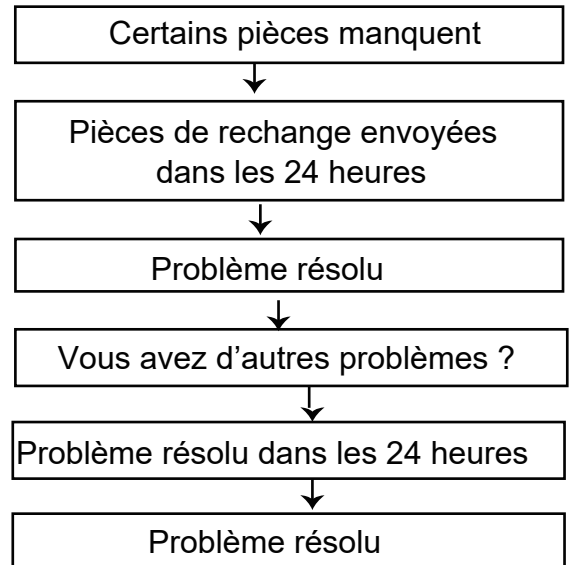 Certains pièces manquent
Pièces de rechange envoyées
dans les 24 heures
Problème résolu
Vous avez d’autres problèmes ?
Problème résolu dans les 24 heures
Problème résolu